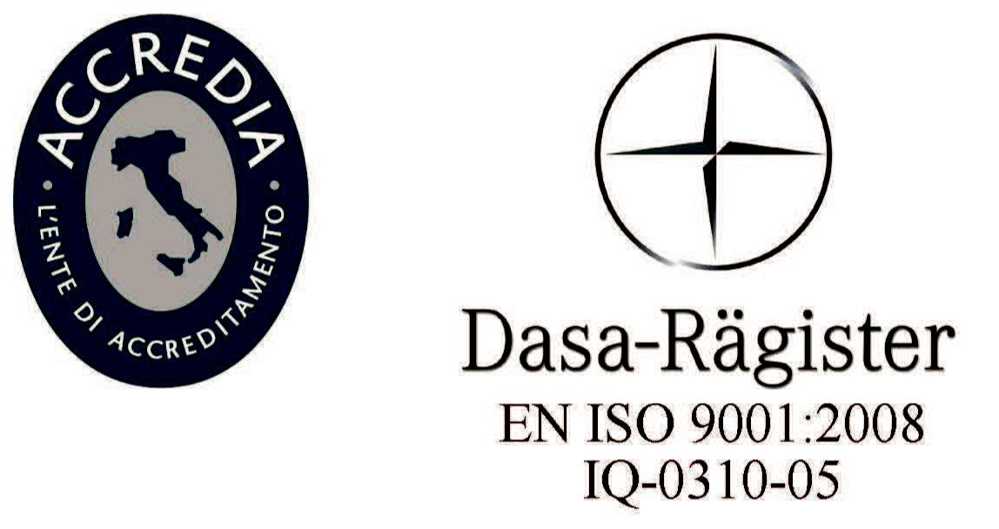 ACCREDIA
L'ENTE DI ACCREDITAMENTO
Dasa-Rägister
EN ISO 9001:2008
IQ-0310-05